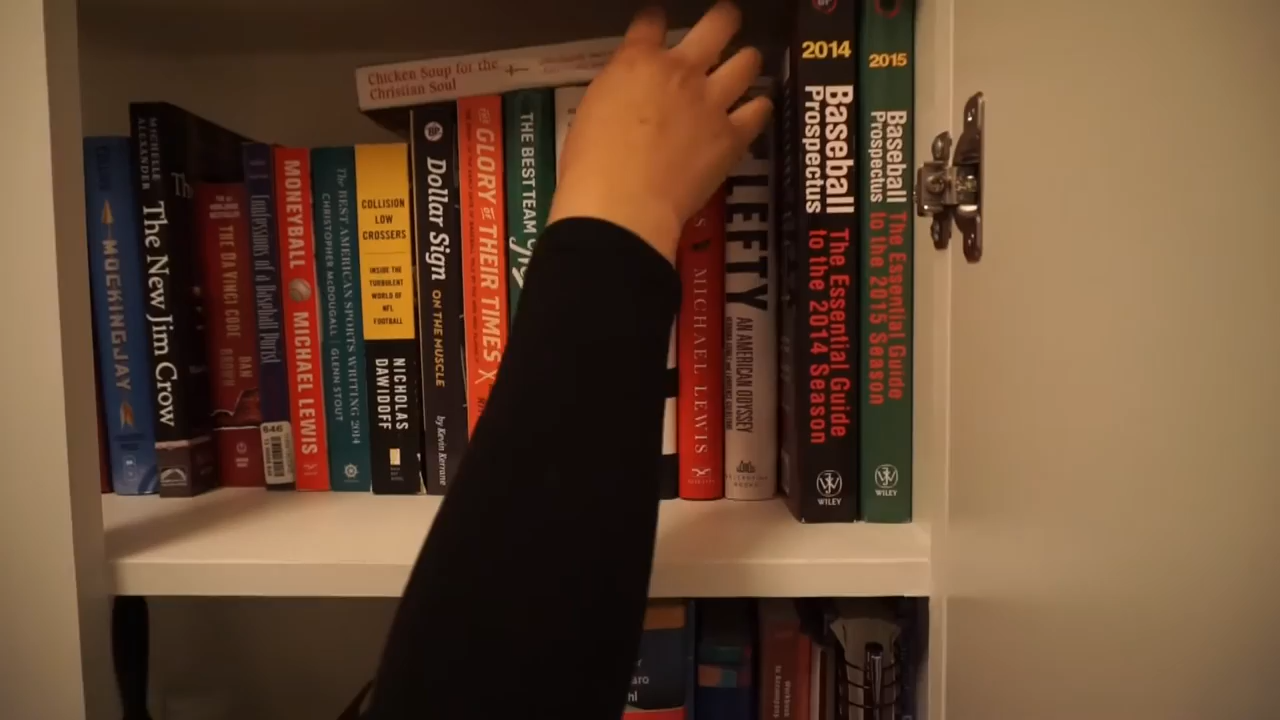 Chicken Soup for the
Christian Soul
MOCKINGJAY
MICHELLE
ALEXANDER
The New Jim Crow
THE DA VINCI CODE
DAN
BROWN
Confessions of a Baseball Purist
646
MONEYBALL
MICHAEL LEWIS
The BEST AMERICAN SPORTS WRITING 2014
CHRISTOPHER McDOUGALL | GLENN STOUT
COLLISION
LOW
CROSSERS
INSIDE THE
TURBULENT
WORLD OF
NFL
FOOTBALL
NICHOLAS
DAWIDOFF
Dollar Sign
ON THE MUSCLE
by Kevin Kerrane
THE GLORY OF THEIR TIMES
THE BEST TEAM
MICHAEL LEWIS
LEFTY
AN AMERICAN ODYSSEY
2014
Baseball
Prospectus
The Essential Guide
to the 2014 Season
WILEY
2015
Baseball
Prospectus
The Essential Guide
to the 2015 Season
WILEY